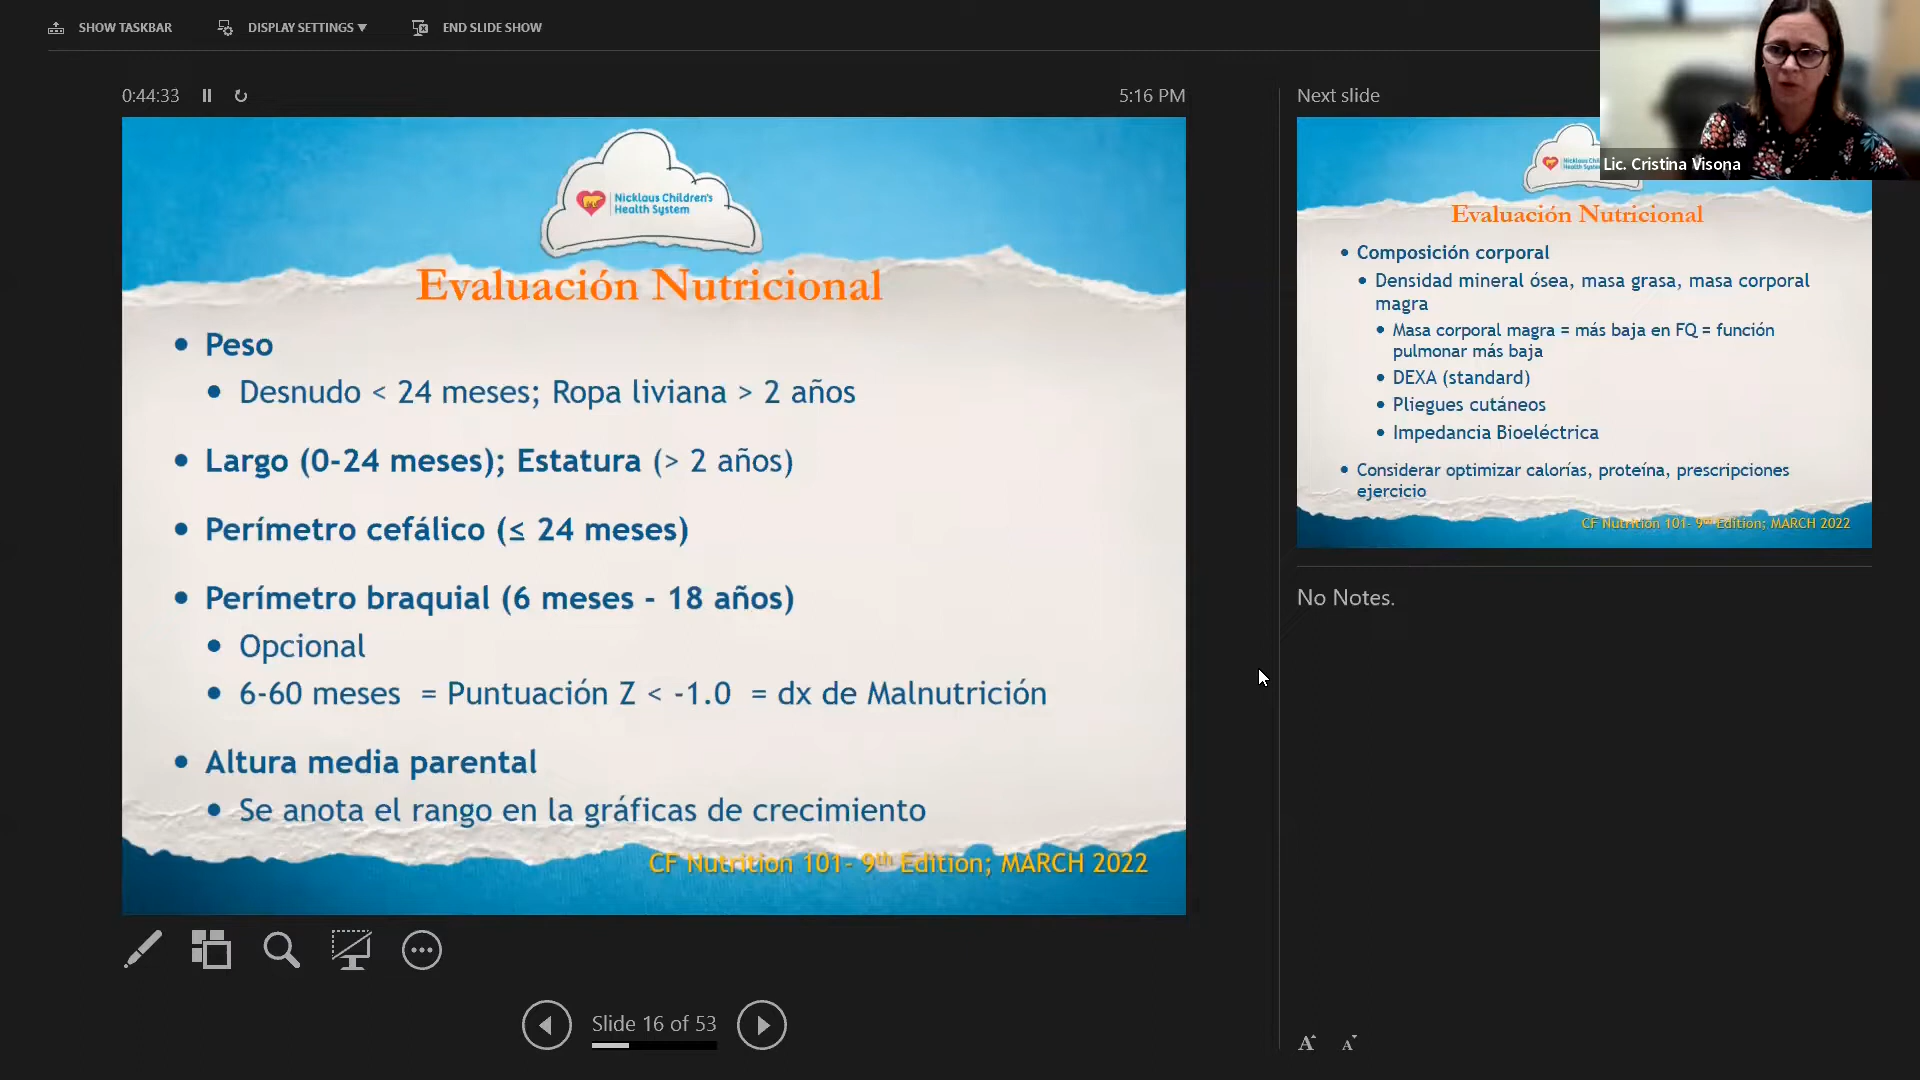 SHOW TASKBAR
DISPLAY SETTINGS ▼
END SLIDE SHOW
0:44:33
5:16 PM
Nicklaus Children's
Health System
Evaluación Nutricional
• Peso
• Desnudo < 24 meses; Ropa liviana > 2 años
• Largo (0-24 meses); Estatura (> 2 años)
• Perímetro cefálico (≤ 24 meses)
• Perímetro braquial (6 meses - 18 años)
• Opcional
• 6-60 meses = Puntuación Z < -1.0 = dx de Malnutrición
• Altura media parental
• Se anota el rango en la gráficas de crecimiento
CF Nutrition 101- 9th Edition; MARCH 2022
Slide 16 of 53
Next slide
Lic. Cristina Visona
Evaluación Nutricional
• Composición corporal
• Densidad mineral ósea, masa grasa, masa corporal
magra
• Masa corporal magra = más baja en FQ = función
pulmonar más baja
• DEXA (standard)
• Pliegues cutáneos
• Impedancia Bioeléctrica
• Considerar optimizar calorías, proteína, prescripciones
ejercicio
CF Nutrition 101- 9th Edition; MARCH 2022
No Notes.
A A